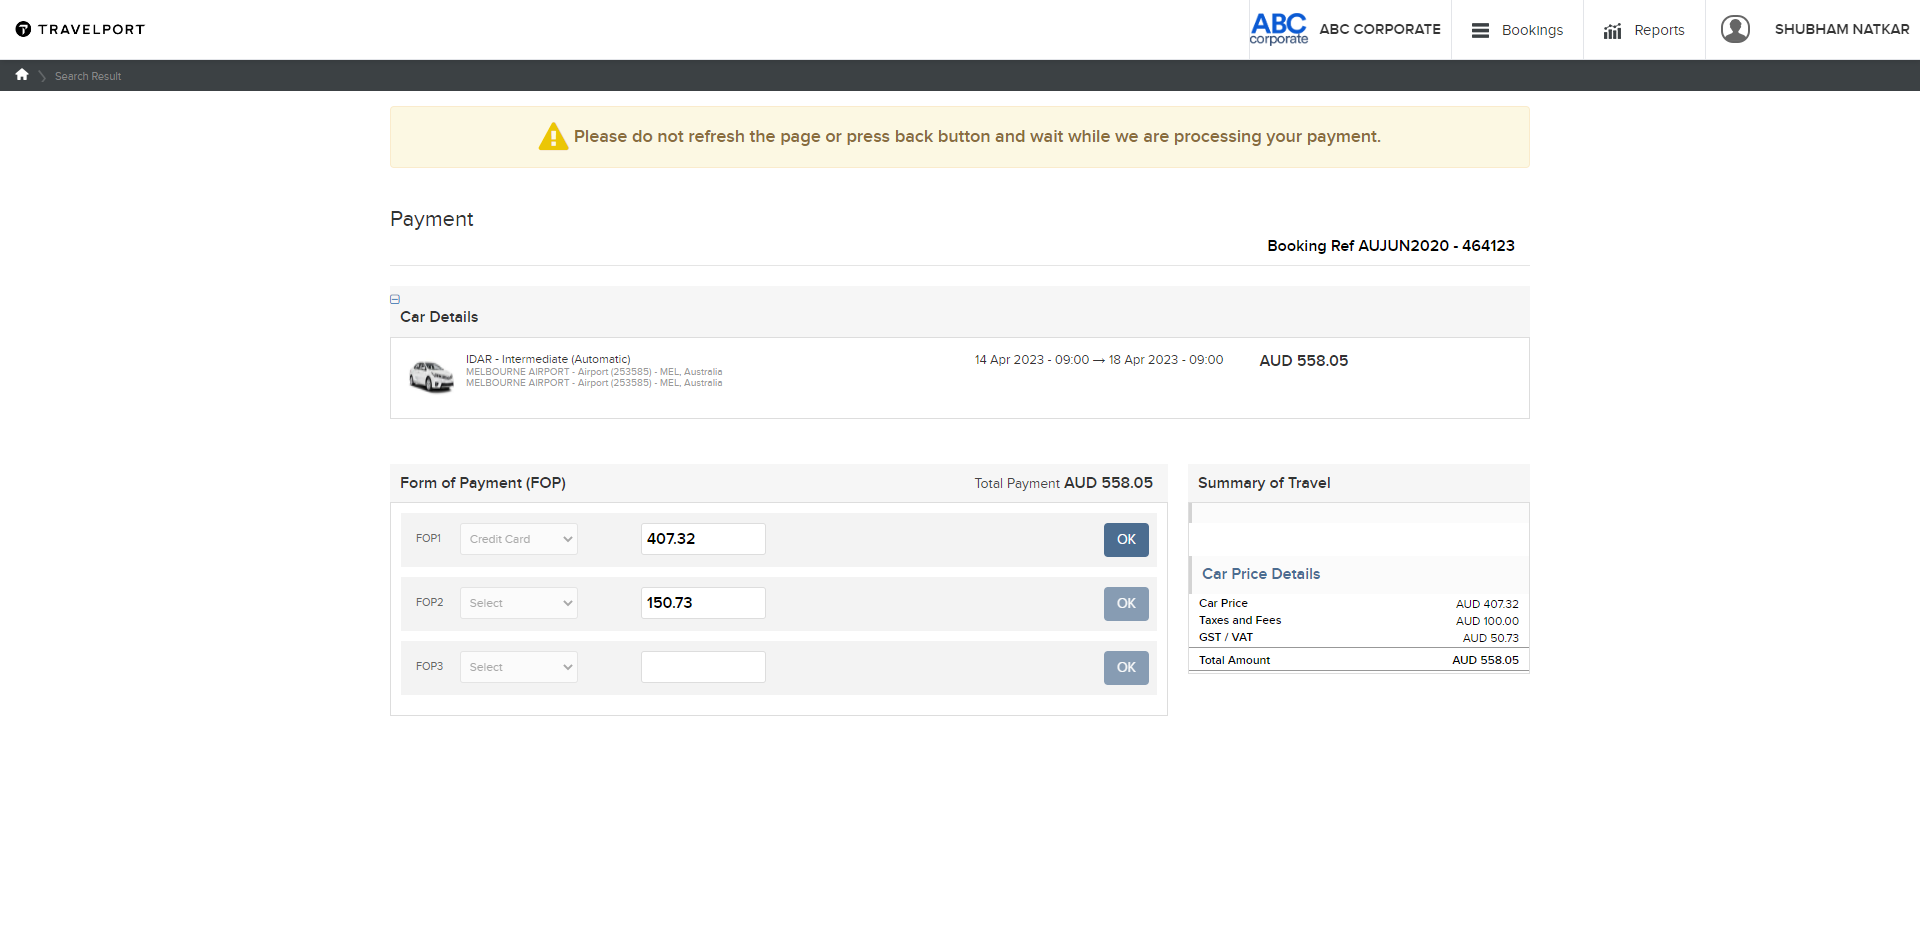 TRAVELPORT
ABC corporate
ABC CORPORATE
Bookings
Reports
SHUBHAM NATKAR
Search Result
Please do not refresh the page or press back button and wait while we are processing your payment.
Payment
Booking Ref AUJUN2020 - 464123
Car Details
IDAR - Intermediate (Automatic)
14 Apr 2023 - 09:00 → 18 Apr 2023 - 09:00
AUD 558.05
MELBOURNE AIRPORT - Airport (253585) - MEL, Australia
MELBOURNE AIRPORT - Airport (253585) - MEL, Australia
Form of Payment (FOP)
Total Payment AUD 558.05
FOP1 Credit Card 407.32 OK
FOP2 Select 150.73 OK
FOP3 Select OK
Summary of Travel
Car Price Details
Car Price AUD 407.32
Taxes and Fees AUD 100.00
GST / VAT AUD 50.73
Total Amount AUD 558.05